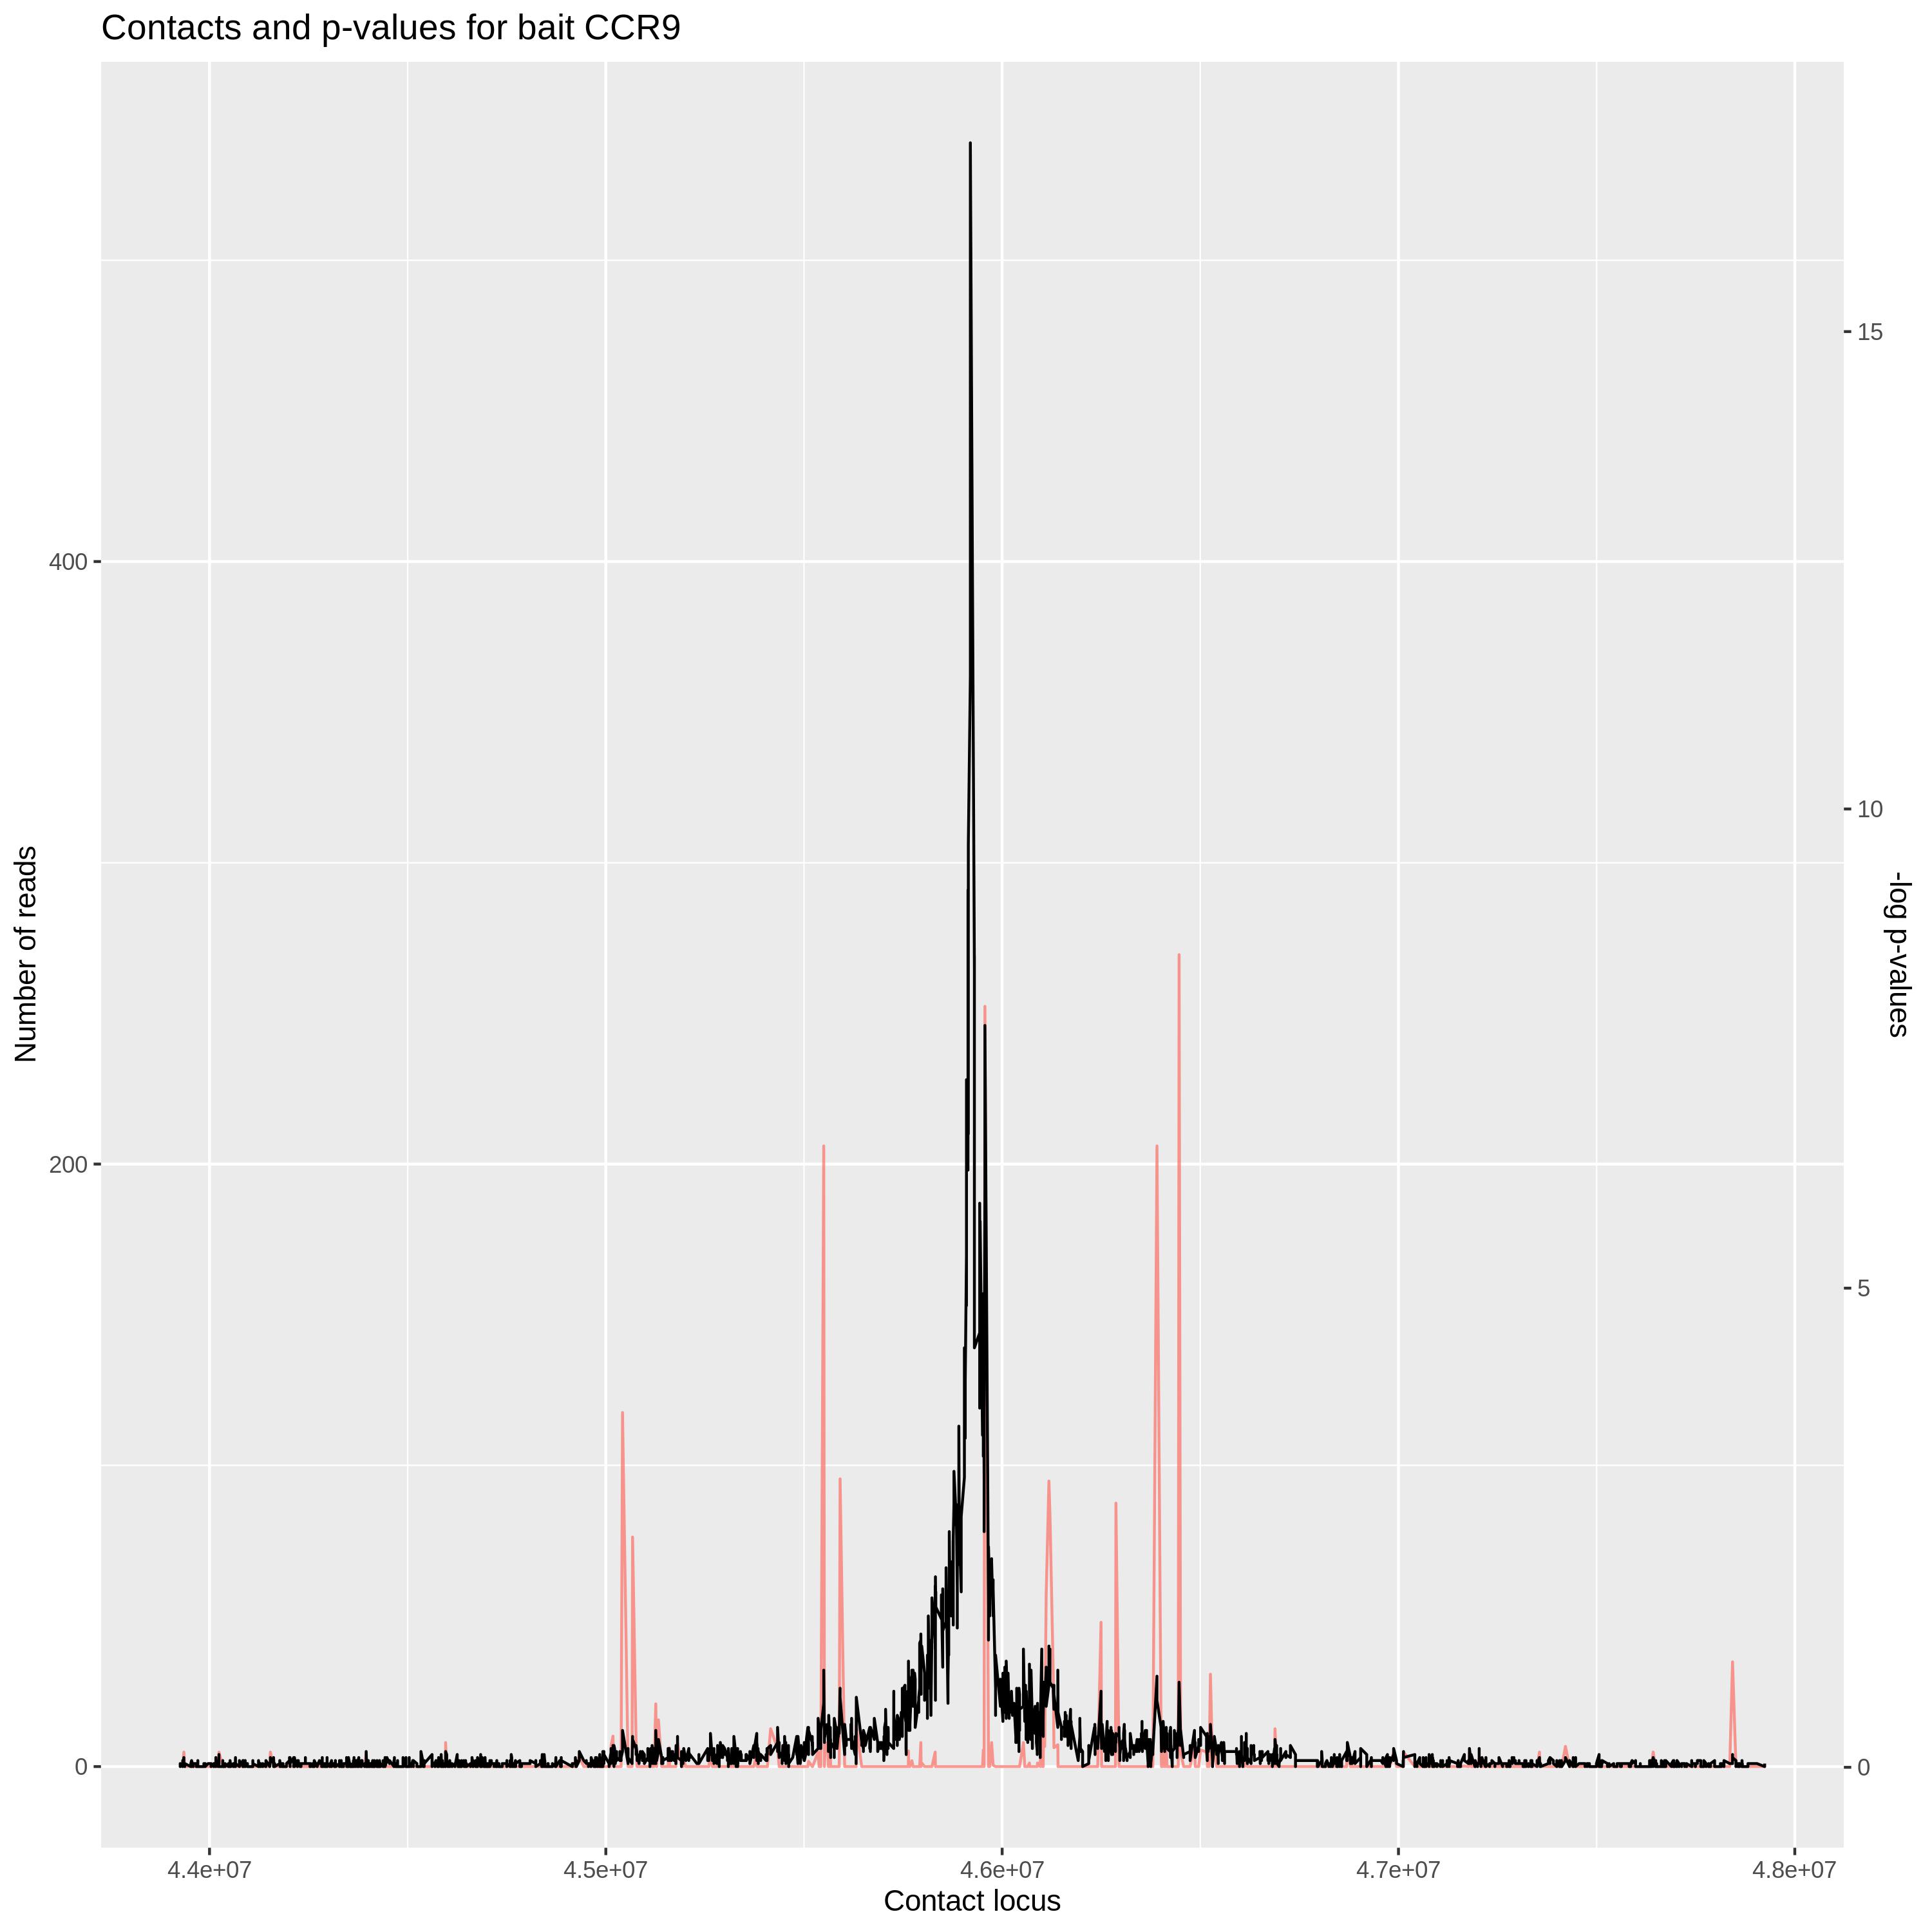 Contacts and p-values for bait CCR9
Number of reads
400
200
0
15
10
5
0
-log p-values
4.4e+07
4.5e+07
4.6e+07
4.7e+07
4.8e+07
Contact locus